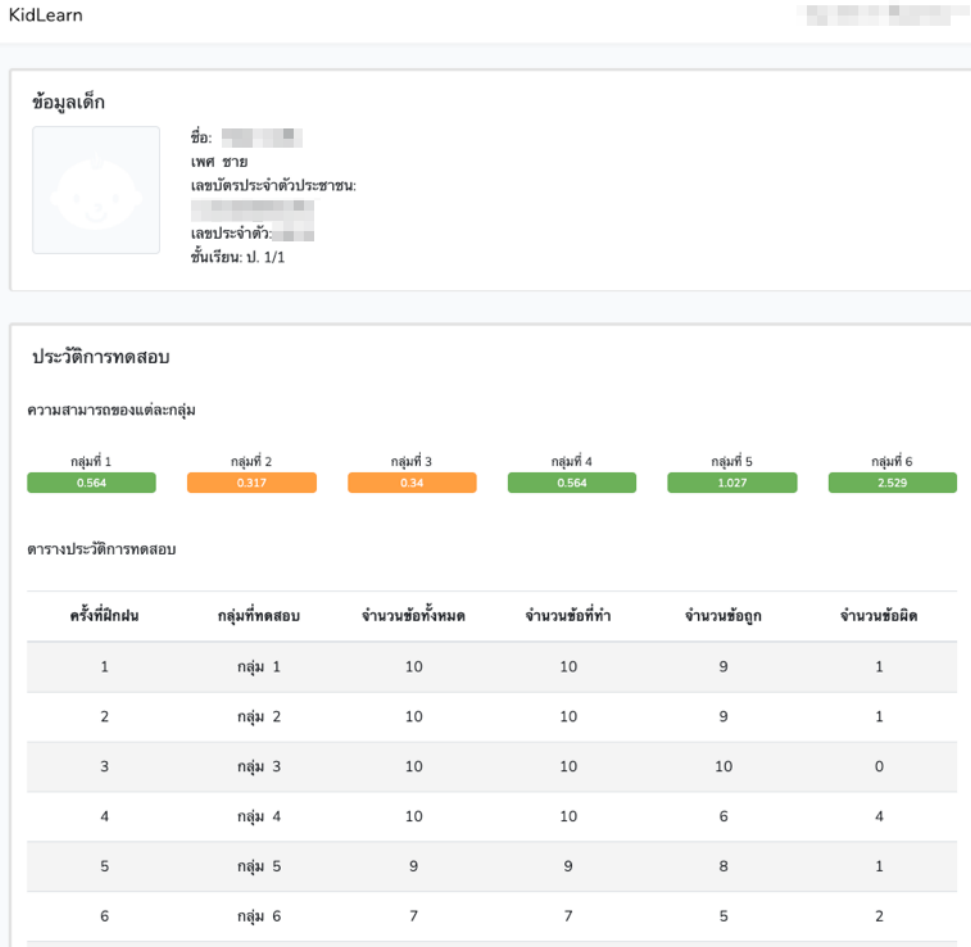 KidLearn
ข้อมูลเด็ก
ชื่อ:
เพศ ชาย
เลขบัตรประจำตัวประชาชน:
เลขประจำตัว:
ชั้นเรียน: ป. 1/1
ประวัติการทดสอบ
ความสามารถของแต่ละกลุ่ม
กลุ่มที่ 1 กลุ่มที่ 2 กลุ่มที่ 3 กลุ่มที่ 4 กลุ่มที่ 5 กลุ่มที่ 6
0.564 0.317 0.34 0.564 1.027 2.529
ตารางประวัติการทดสอบ
ครั้งที่ฝึกฝน กลุ่มที่ทดสอบ จำนวนข้อทั้งหมด จำนวนข้อที่ทำ จำนวนข้อถูก จำนวนข้อผิด
1 กลุ่ม 1 10 10 9 1
2 กลุ่ม 2 10 10 9 1
3 กลุ่ม 3 10 10 10 0
4 กลุ่ม 4 10 10 6 4
5 กลุ่ม 5 9 9 8 1
6 กลุ่ม 6 7 7 5 2